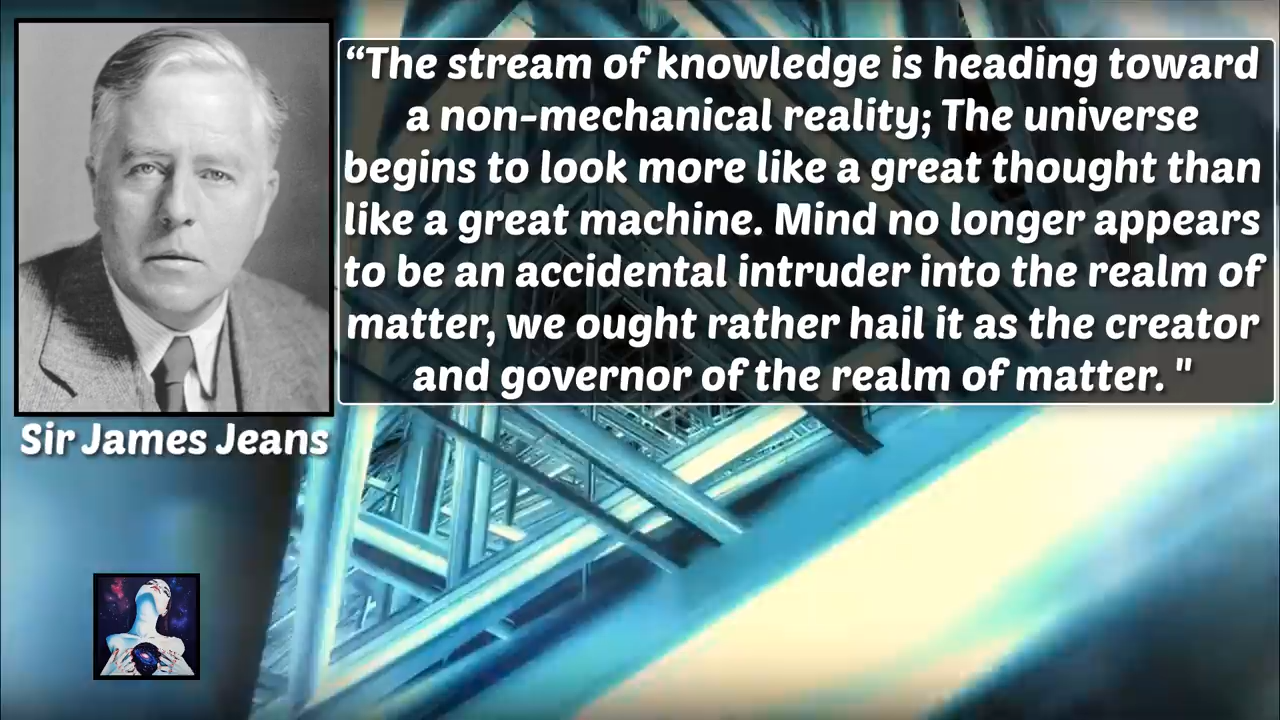 “The stream of knowledge is heading toward
a non-mechanical reality; The universe
begins to look more like a great thought than
like a great machine. Mind no longer appears
to be an accidental intruder into the realm of
matter, we ought rather hail it as the creator
and governor of the realm of matter. "
Sir James Jeans